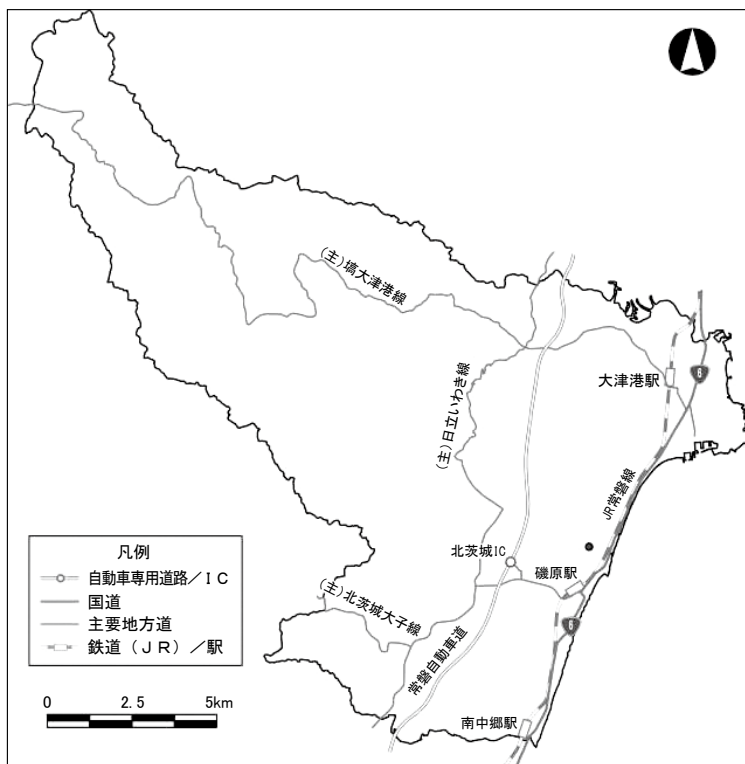 (主)塙大津港線
6
大津港駅
(主)日立いわき線
JR常磐線
北茨城IC
磯原駅
(主)北茨城大子線
6
常磐自動車道
南中郷駅
凡例
自動車専用道路/IC
国道
主要地方道
鉄道(JR)/駅
0 2.5 5km